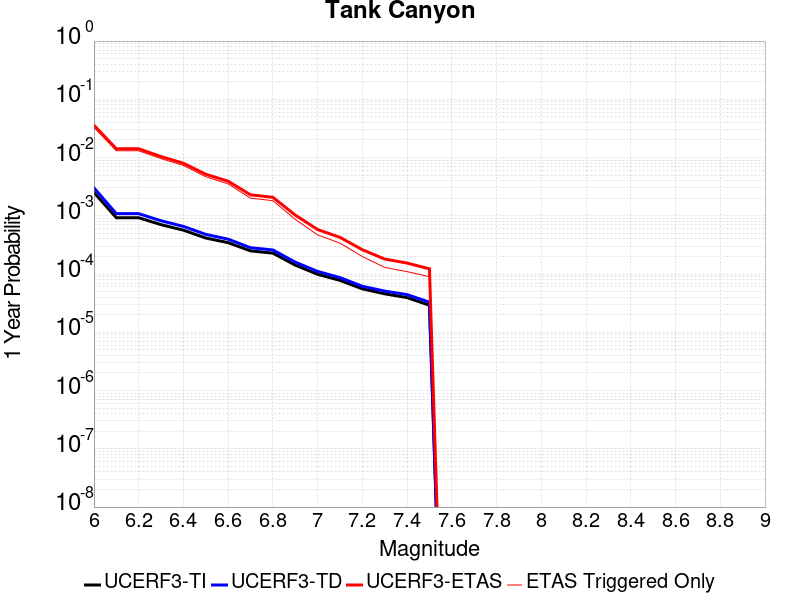 Tank Canyon
10^0
10^-1
10^-2
10^-3
10^-4
10^-5
10^-6
10^-7
10^-8
1 Year Probability
6 6.2 6.4 6.6 6.8 7 7.2 7.4 7.6 7.8 8 8.2 8.4 8.6 8.8 9
Magnitude
UCERF3-TI UCERF3-TD UCERF3-ETAS ETAS Triggered Only